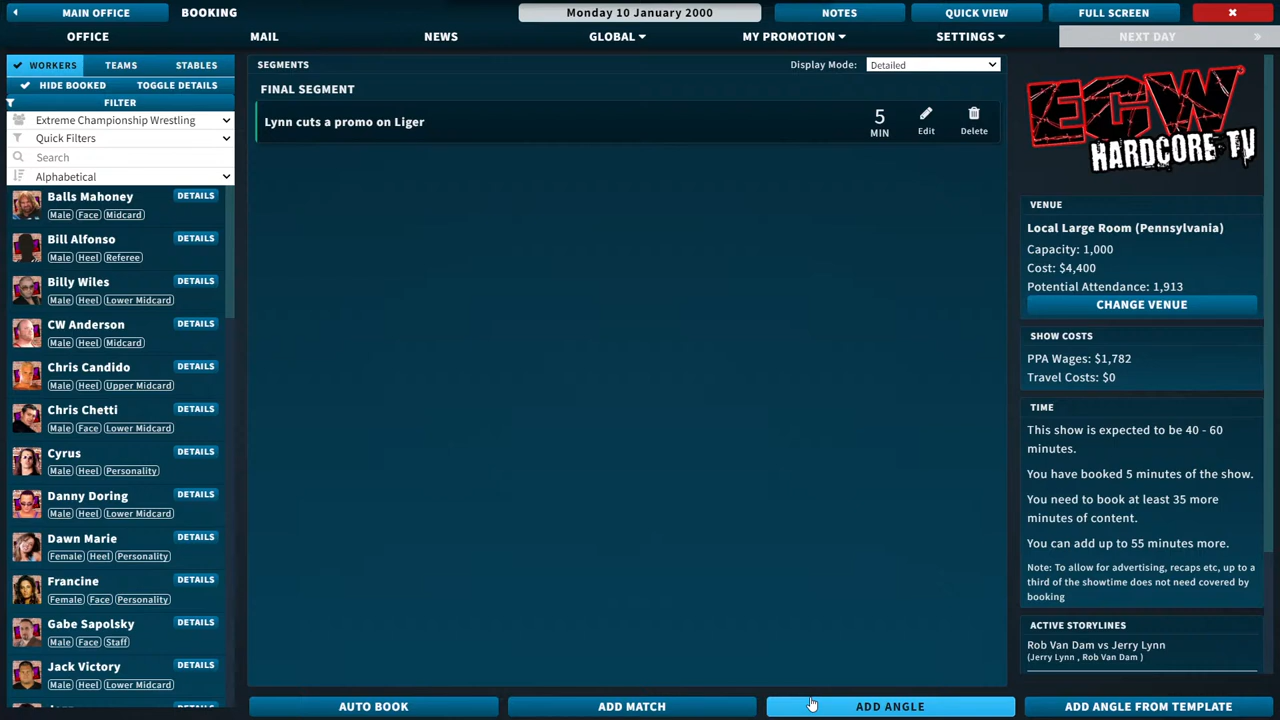 MAIN OFFICE
BOOKING
Monday 10 January 2000
NOTES
QUICK VIEW
FULL SCREEN
OFFICE
MAIL
NEWS
GLOBAL
MY PROMOTION
SETTINGS
NEXT DAY
WORKERS
TEAMS
STABLES
HIDE BOOKED
TOGGLE DETAILS
FILTER
Extreme Championship Wrestling
Quick Filters
Search
Alphabetical
Balls Mahoney
DETAILS
Male Face Midcard
Bill Alfonso
DETAILS
Male Heel Referee
Billy Wiles
DETAILS
Male Heel Lower Midcard
CW Anderson
DETAILS
Male Heel Midcard
Chris Candido
DETAILS
Male Heel Upper Midcard
Chris Chetti
DETAILS
Male Face Lower Midcard
Cyrus
DETAILS
Male Heel Personality
Danny Doring
DETAILS
Male Heel Lower Midcard
Dawn Marie
DETAILS
Female Heel Personality
Francine
DETAILS
Female Face Personality
Gabe Sapolsky
DETAILS
Male Face Staff
Jack Victory
DETAILS
Male Heel Lower Midcard
SEGMENTS
Display Mode:
Detailed
FINAL SEGMENT
Lynn cuts a promo on Liger
5
MIN
Edit
Delete
ECW
HARDCORE TV
VENUE
Local Large Room (Pennsylvania)
Capacity: 1,000
Cost: $4,400
Potential Attendance: 1,913
CHANGE VENUE
SHOW COSTS
PPA Wages: $1,782
Travel Costs: $0
TIME
This show is expected to be 40 - 60
minutes.
You have booked 5 minutes of the show.
You need to book at least 35 more
minutes of content.
You can add up to 55 minutes more.
Note: To allow for advertising, recaps etc, up to a
third of the showtime does not need covered by
booking
ACTIVE STORYLINES
Rob Van Dam vs Jerry Lynn
(Jerry Lynn , Rob Van Dam )
AUTO BOOK
ADD MATCH
ADD ANGLE
ADD ANGLE FROM TEMPLATE